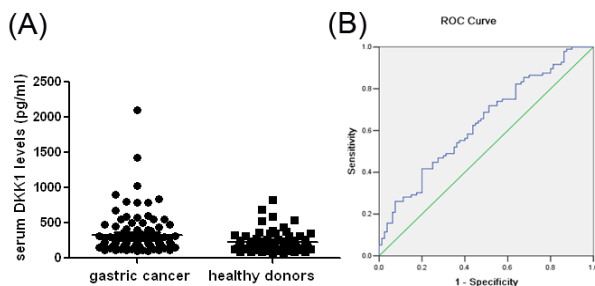 (A)
serum DKK1 levels (pg/ml)
2500
2000
1500
1000
500
0
gastric cancer
healthy donors
(B)
ROC Curve
Sensitivity
1.0
0.8
0.6
0.4
0.2
0.0
0.0
0.2
0.4
0.6
0.8
1.0
1 - Specificity